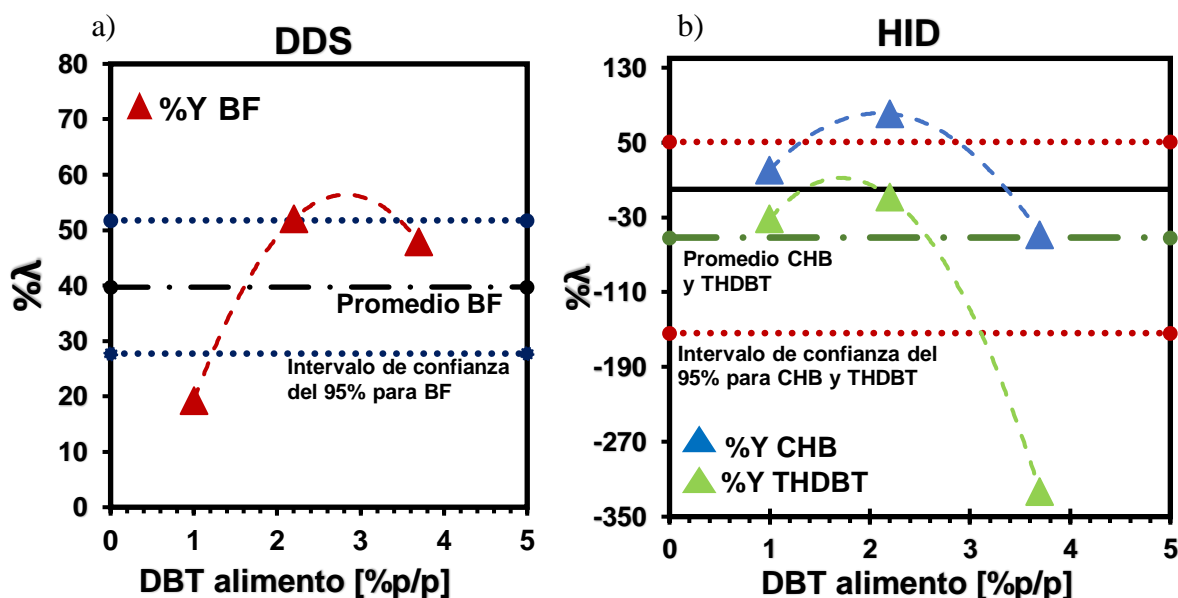 a)
DDS
80
70
60
50
40
30
20
10
0
%λ
%Y BF
Promedio BF
Intervalo de confianza
del 95% para BF
0 1 2 3 4 5
DBT alimento [%p/p]
b)
HID
130
50
-30
-110
-190
-270
-350
%λ
Promedio CHB
y THDBT
Intervalo de confianza del
95% para CHB y THDBT
%Y CHB
%Y THDBT
0 1 2 3 4 5
DBT alimento [%p/p]